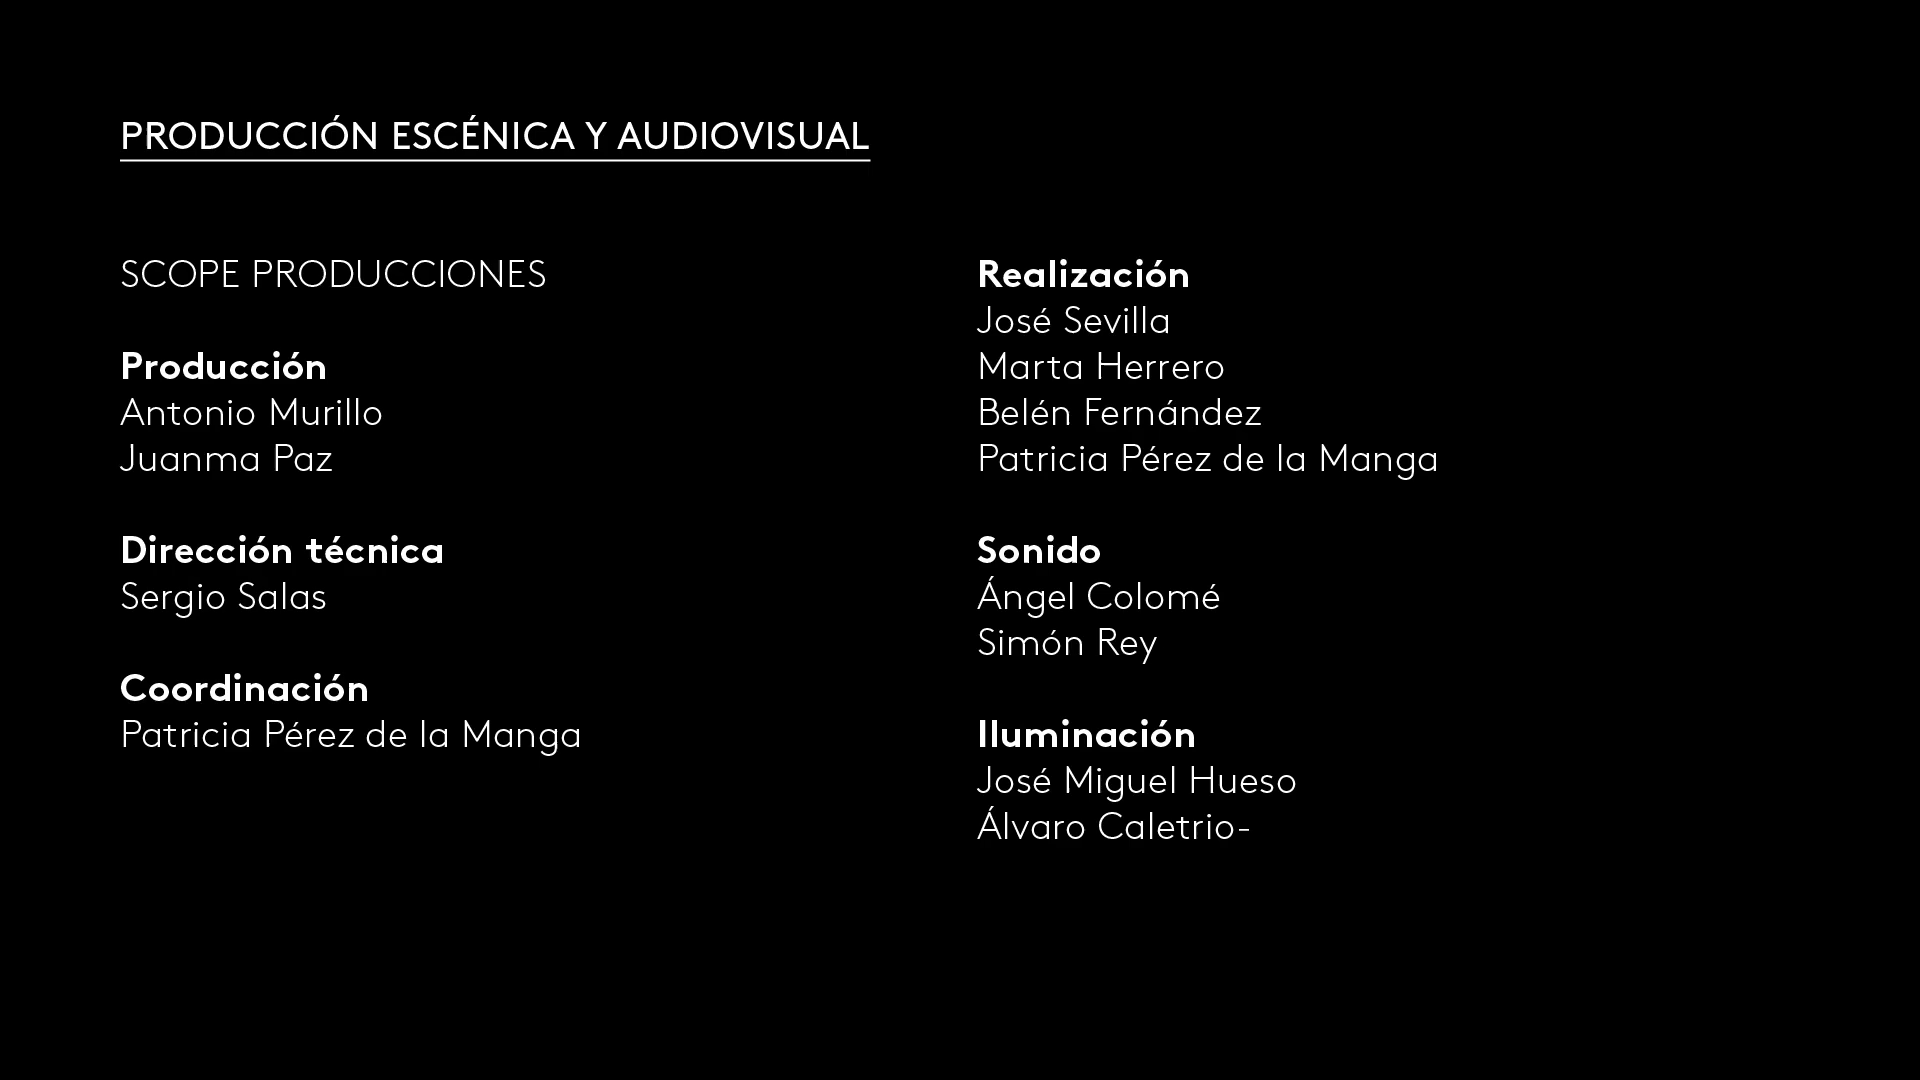 PRODUCCIÓN ESCÉNICA Y AUDIOVISUAL
SCOPE PRODUCCIONES
Producción
Antonio Murillo
Juanma Paz
Dirección técnica
Sergio Salas
Coordinación
Patricia Pérez de la Manga
Realización
José Sevilla
Marta Herrero
Belén Fernández
Patricia Pérez de la Manga
Sonido
Ángel Colomé
Simón Rey
Iluminación
José Miguel Hueso
Álvaro Caletrio-